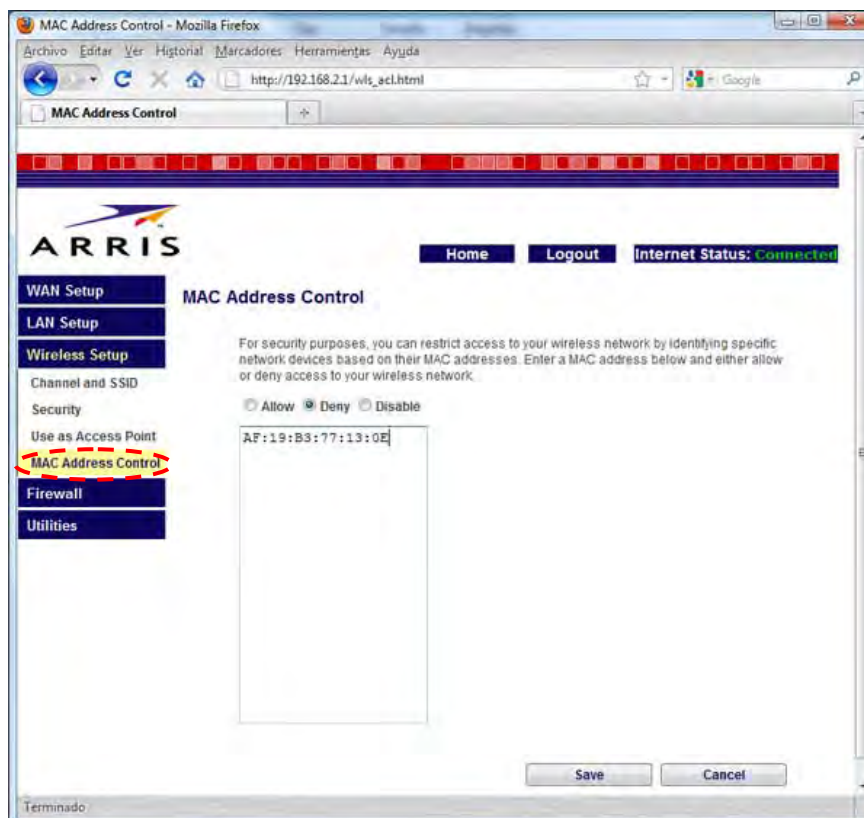 MAC Address Control - Mozilla Firefox
Archivo Editar Ver Historial Marcadores Herramientas Ayuda
http://192.168.2.1/wls_acl.html
Google
MAC Address Control
ARRIS
Home Logout Internet Status: Connected
WAN Setup
LAN Setup
Wireless Setup
Channel and SSID
Security
Use as Access Point
MAC Address Control
Firewall
Utilities
MAC Address Control
For security purposes, you can restrict access to your wireless network by identifying specific
network devices based on their MAC addresses. Enter a MAC address below and either allow
or deny access to your wireless network.
Allow Deny Disable
AF:19:B3:77:13:0E
Save Cancel
Terminado